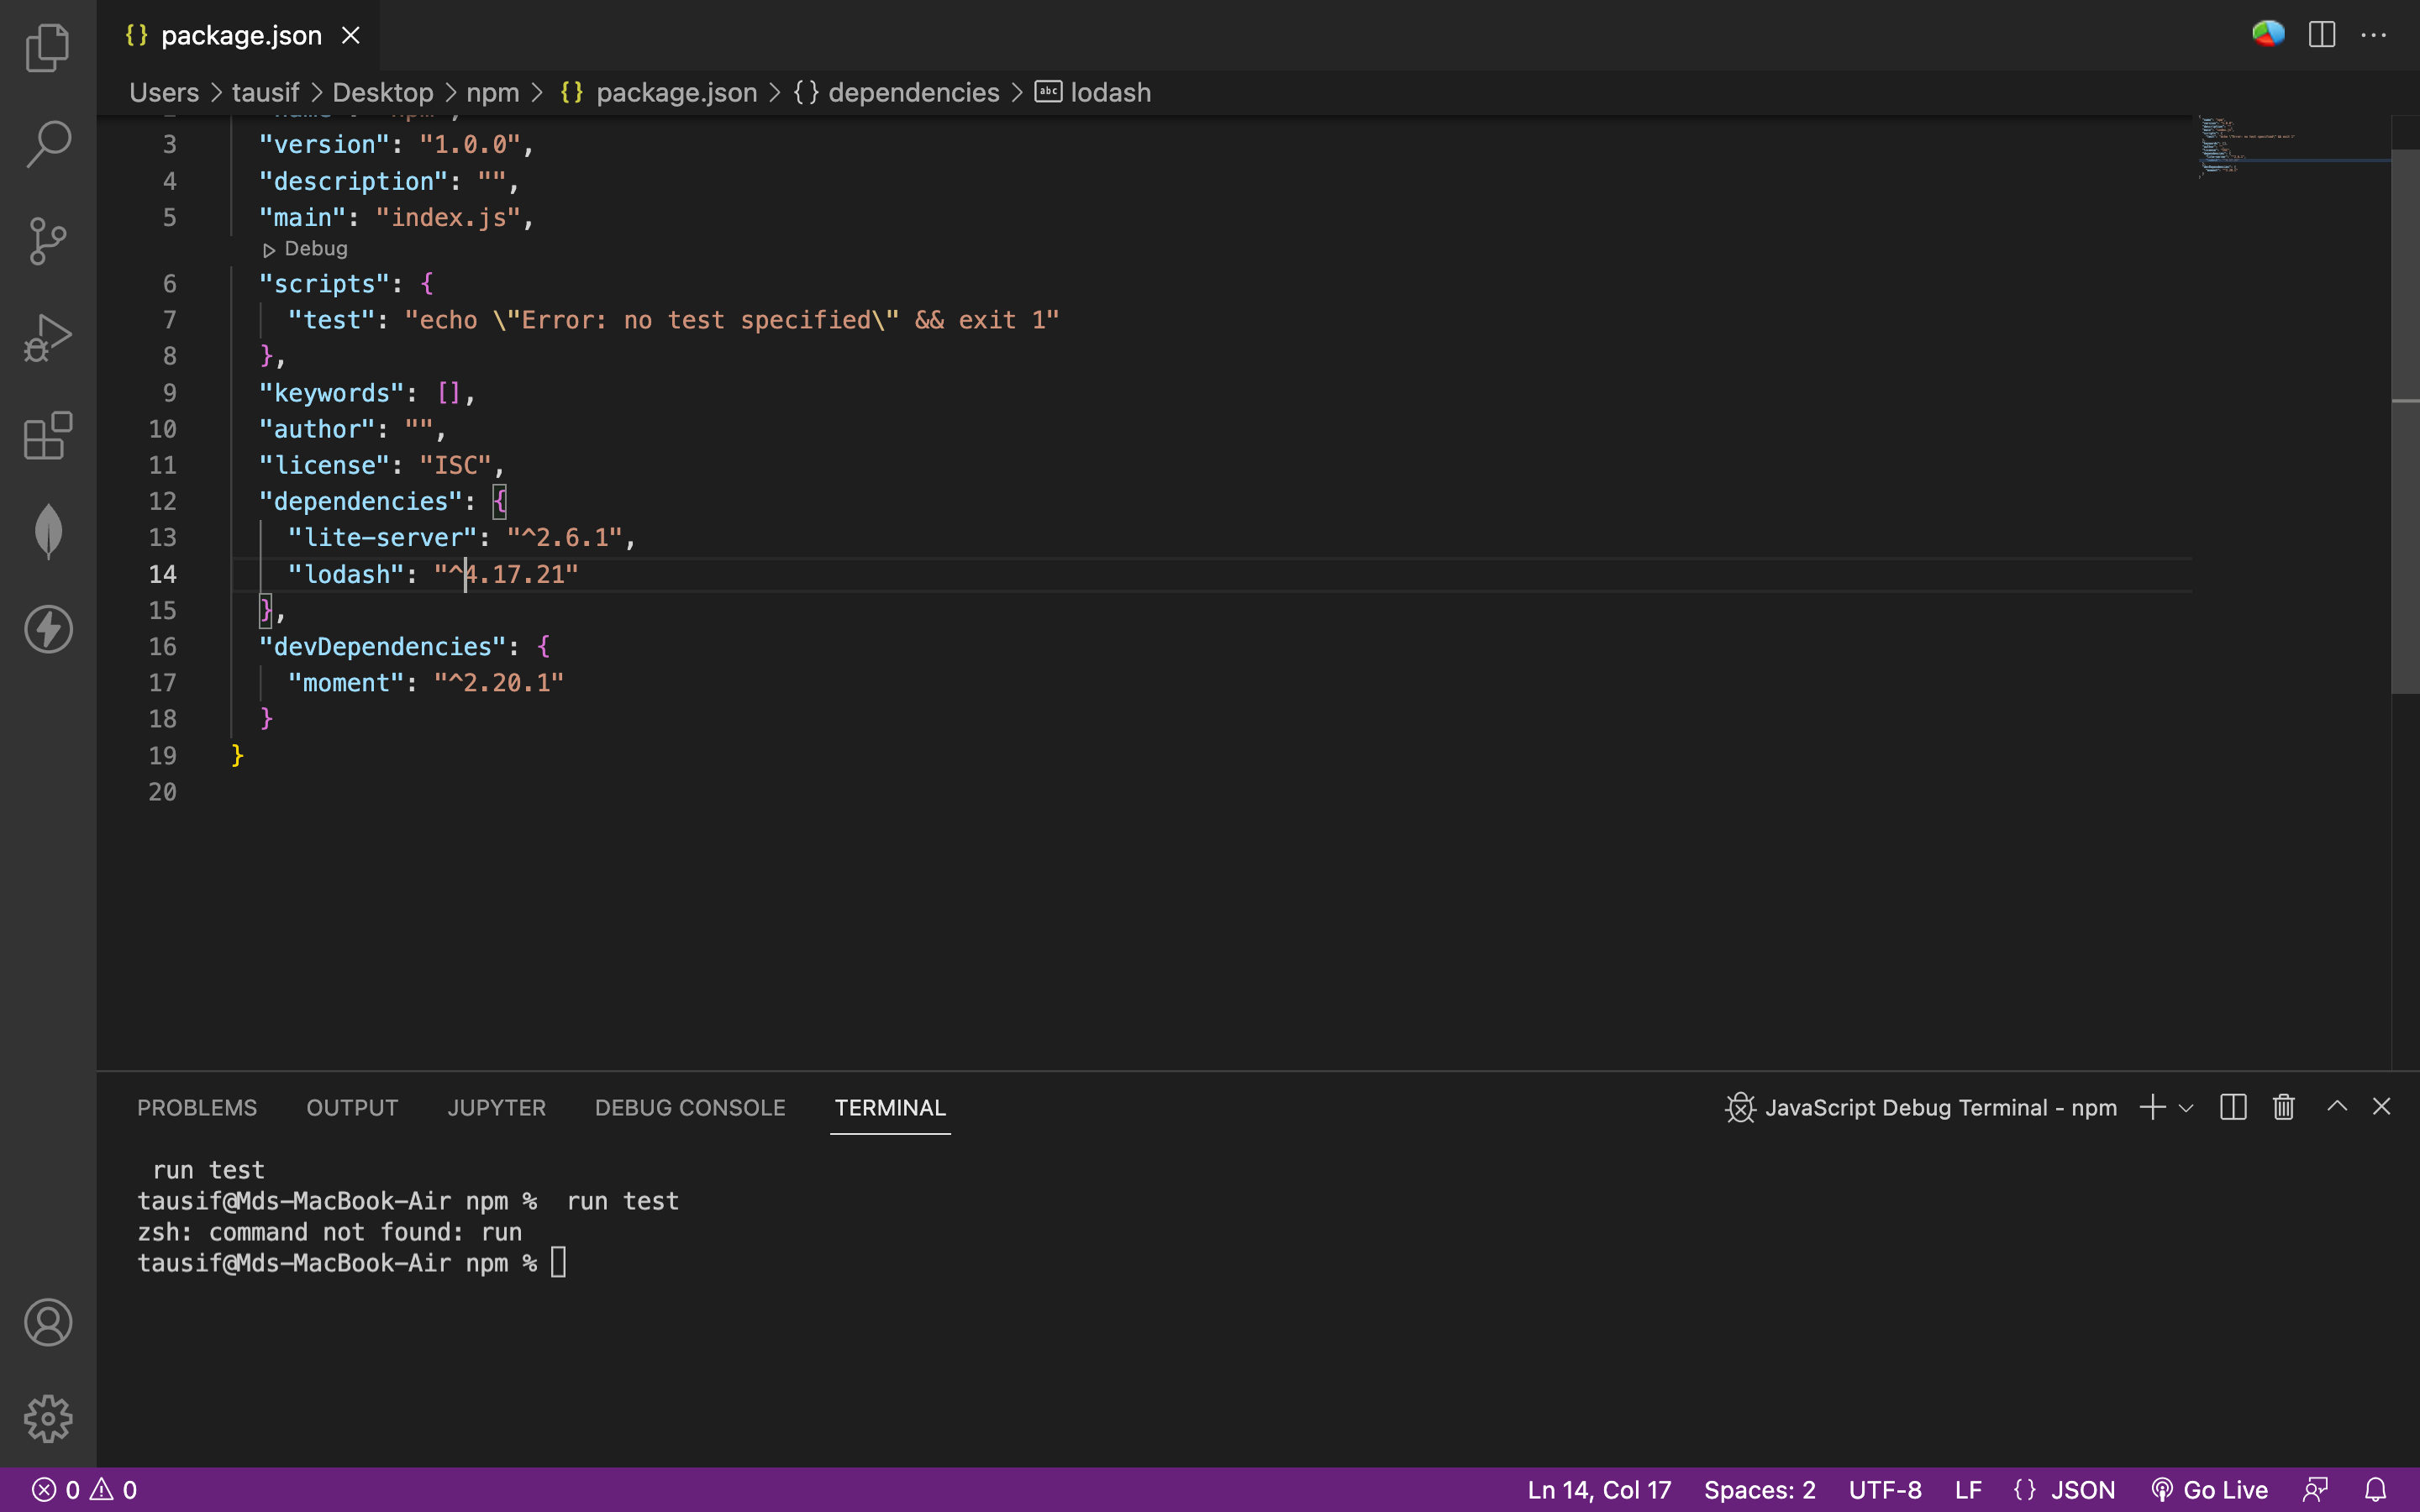 {} package.json
Users > tausif > Desktop > npm > {} package.json > {} dependencies > abc lodash
3 "version": "1.0.0",
4 "description": "",
5 "main": "index.js",
Debug
6 "scripts": {
7 "test": "echo \"Error: no test specified\" && exit 1"
8 },
9 "keywords": [],
10 "author": "",
11 "license": "ISC",
12 "dependencies": {
13 "lite-server": "^2.6.1",
14 "lodash": "^4.17.21"
15 },
16 "devDependencies": {
17 "moment": "^2.20.1"
18 }
19 }
20
PROBLEMS OUTPUT JUPYTER DEBUG CONSOLE TERMINAL JavaScript Debug Terminal - npm
run test
tausif@Mds-MacBook-Air npm %  run test
zsh: command not found: run
tausif@Mds-MacBook-Air npm %
0 0 Ln 14, Col 17 Spaces: 2 UTF-8 LF {} JSON Go Live